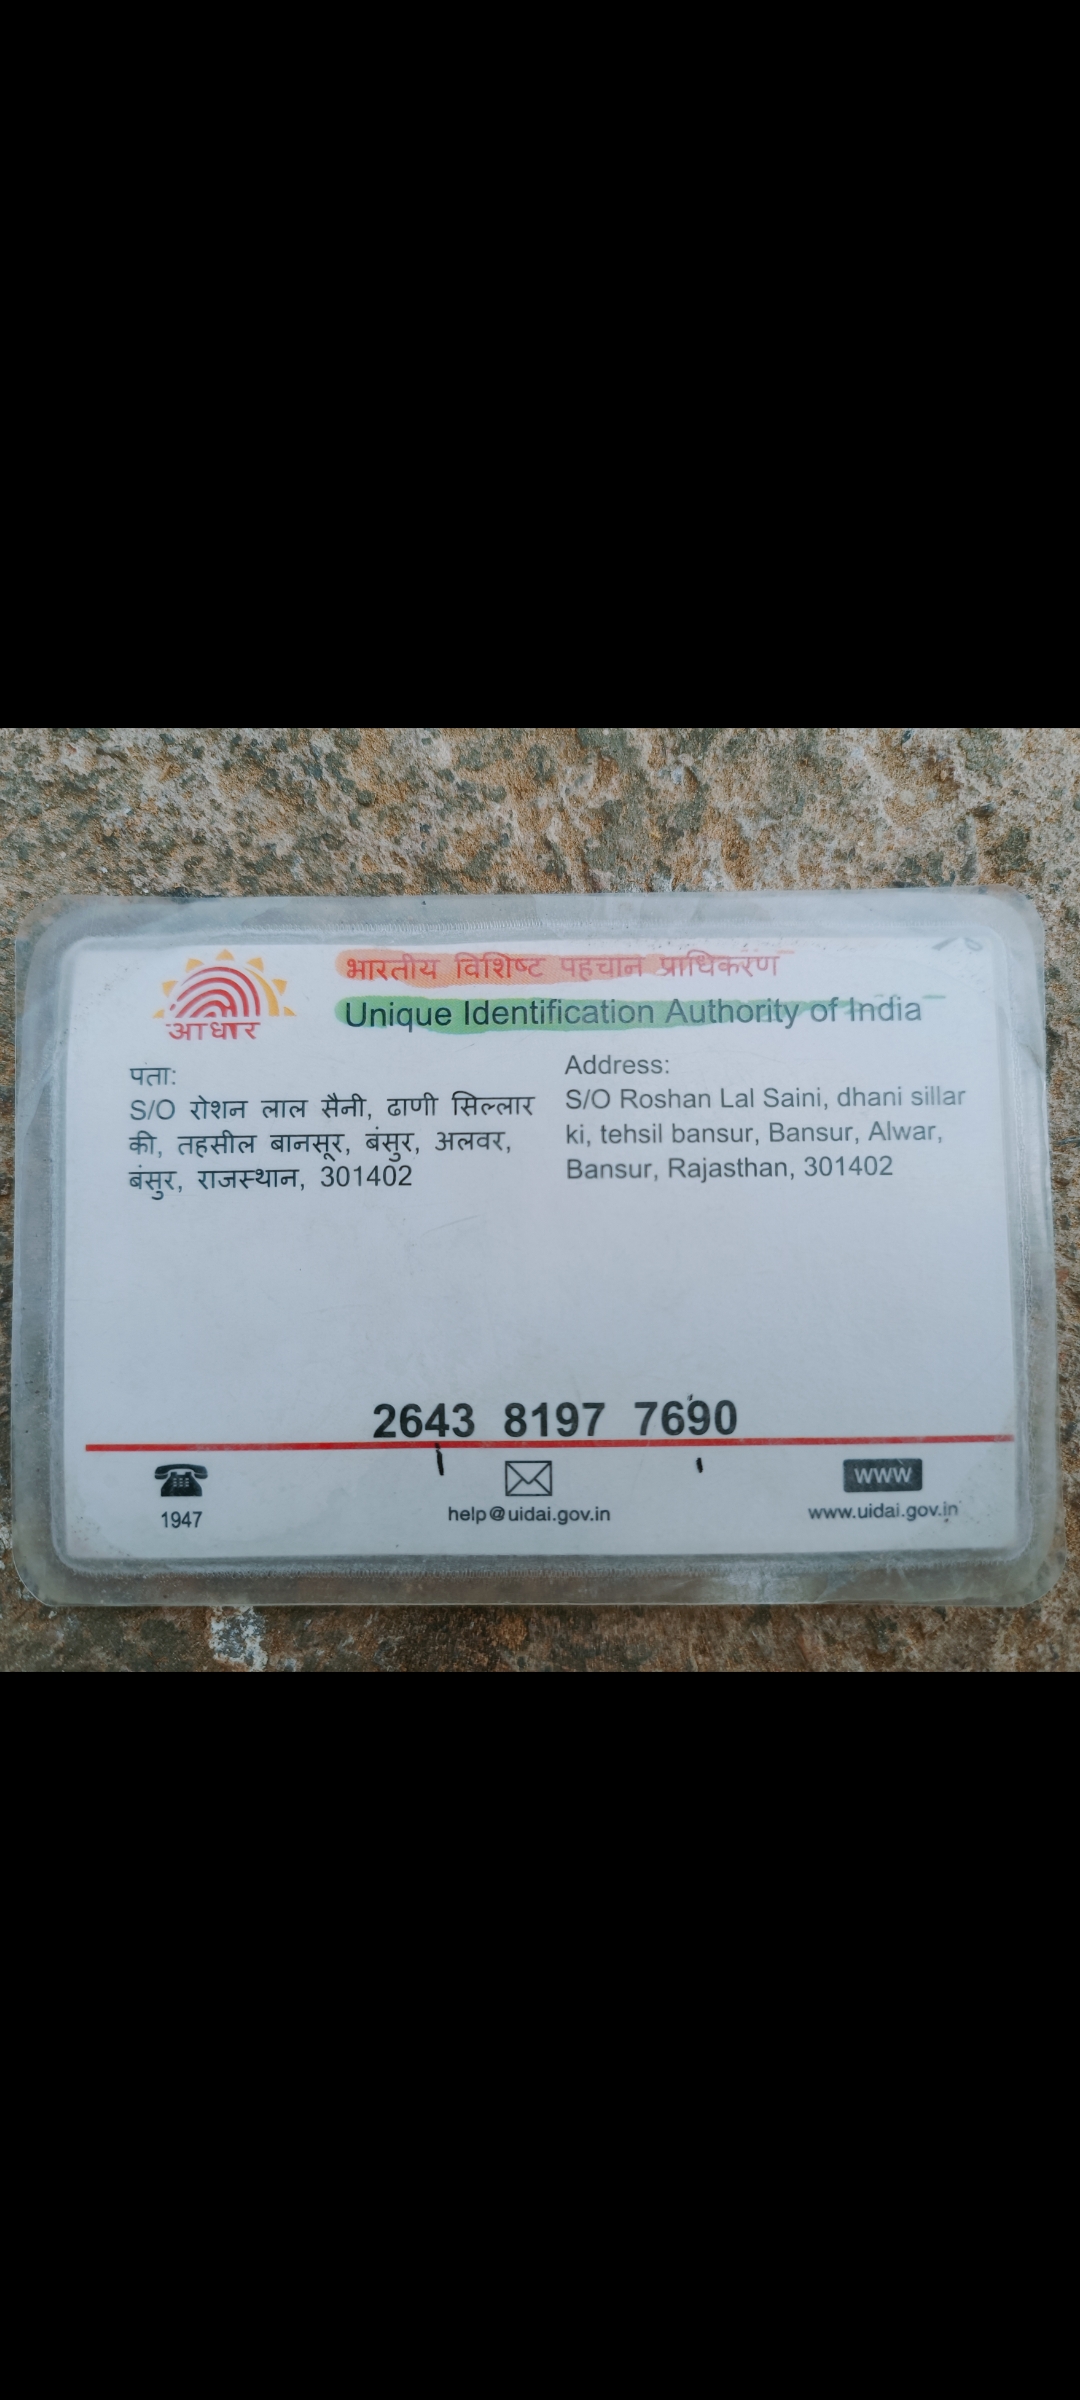 आधार
भारतीय विशिष्ट पहचान प्राधिकरण
Unique Identification Authority of India
पता:
S/O रोशन लाल सैनी, ढाणी सिल्लार
की, तहसील बानसूर, बंसुर, अलवर,
बंसुर, राजस्थान, 301402
Address:
S/O Roshan Lal Saini, dhani sillar
ki, tehsil bansur, Bansur, Alwar,
Bansur, Rajasthan, 301402
2643 8197 7690
1947
help@uidai.gov.in
www
www.uidai.gov.in